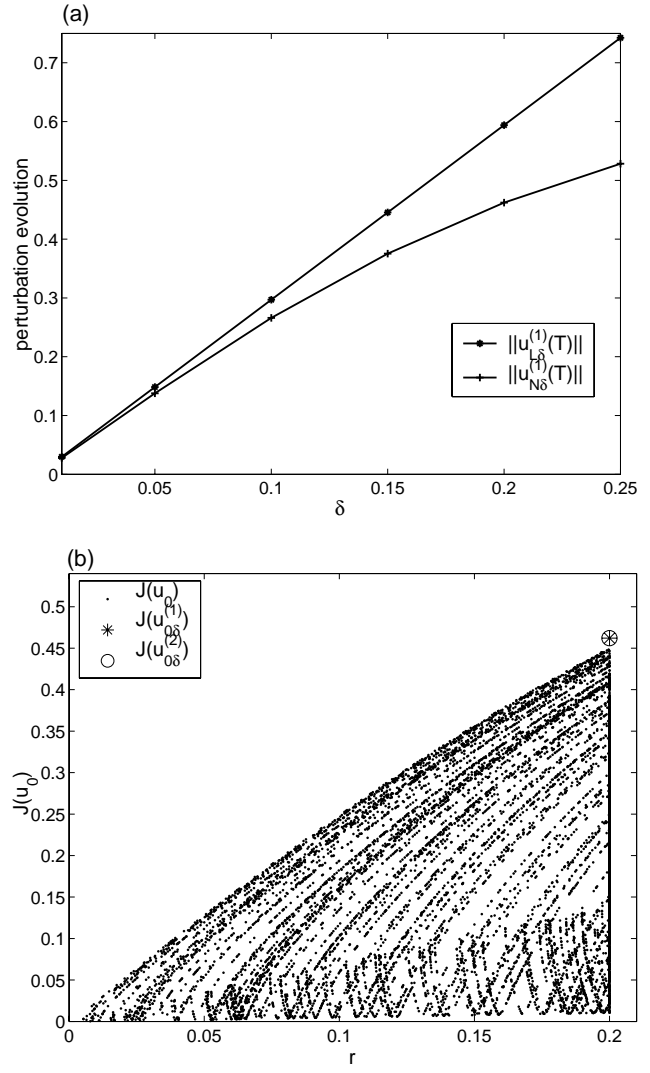 (a)
perturbation evolution
0.7
0.6
0.5
0.4
0.3
0.2
0.1
0
||u_{Lδ}^{(1)}(T)||
||u_{Nδ}^{(1)}(T)||
0.05 0.1 0.15 0.2 0.25
δ
(b)
J(u_0)
J(u_{0δ}^{(1)})
J(u_{0δ}^{(2)})
J(u_0)
0.5
0.45
0.4
0.35
0.3
0.25
0.2
0.15
0.1
0.05
0
0 0.05 0.1 0.15 0.2
r